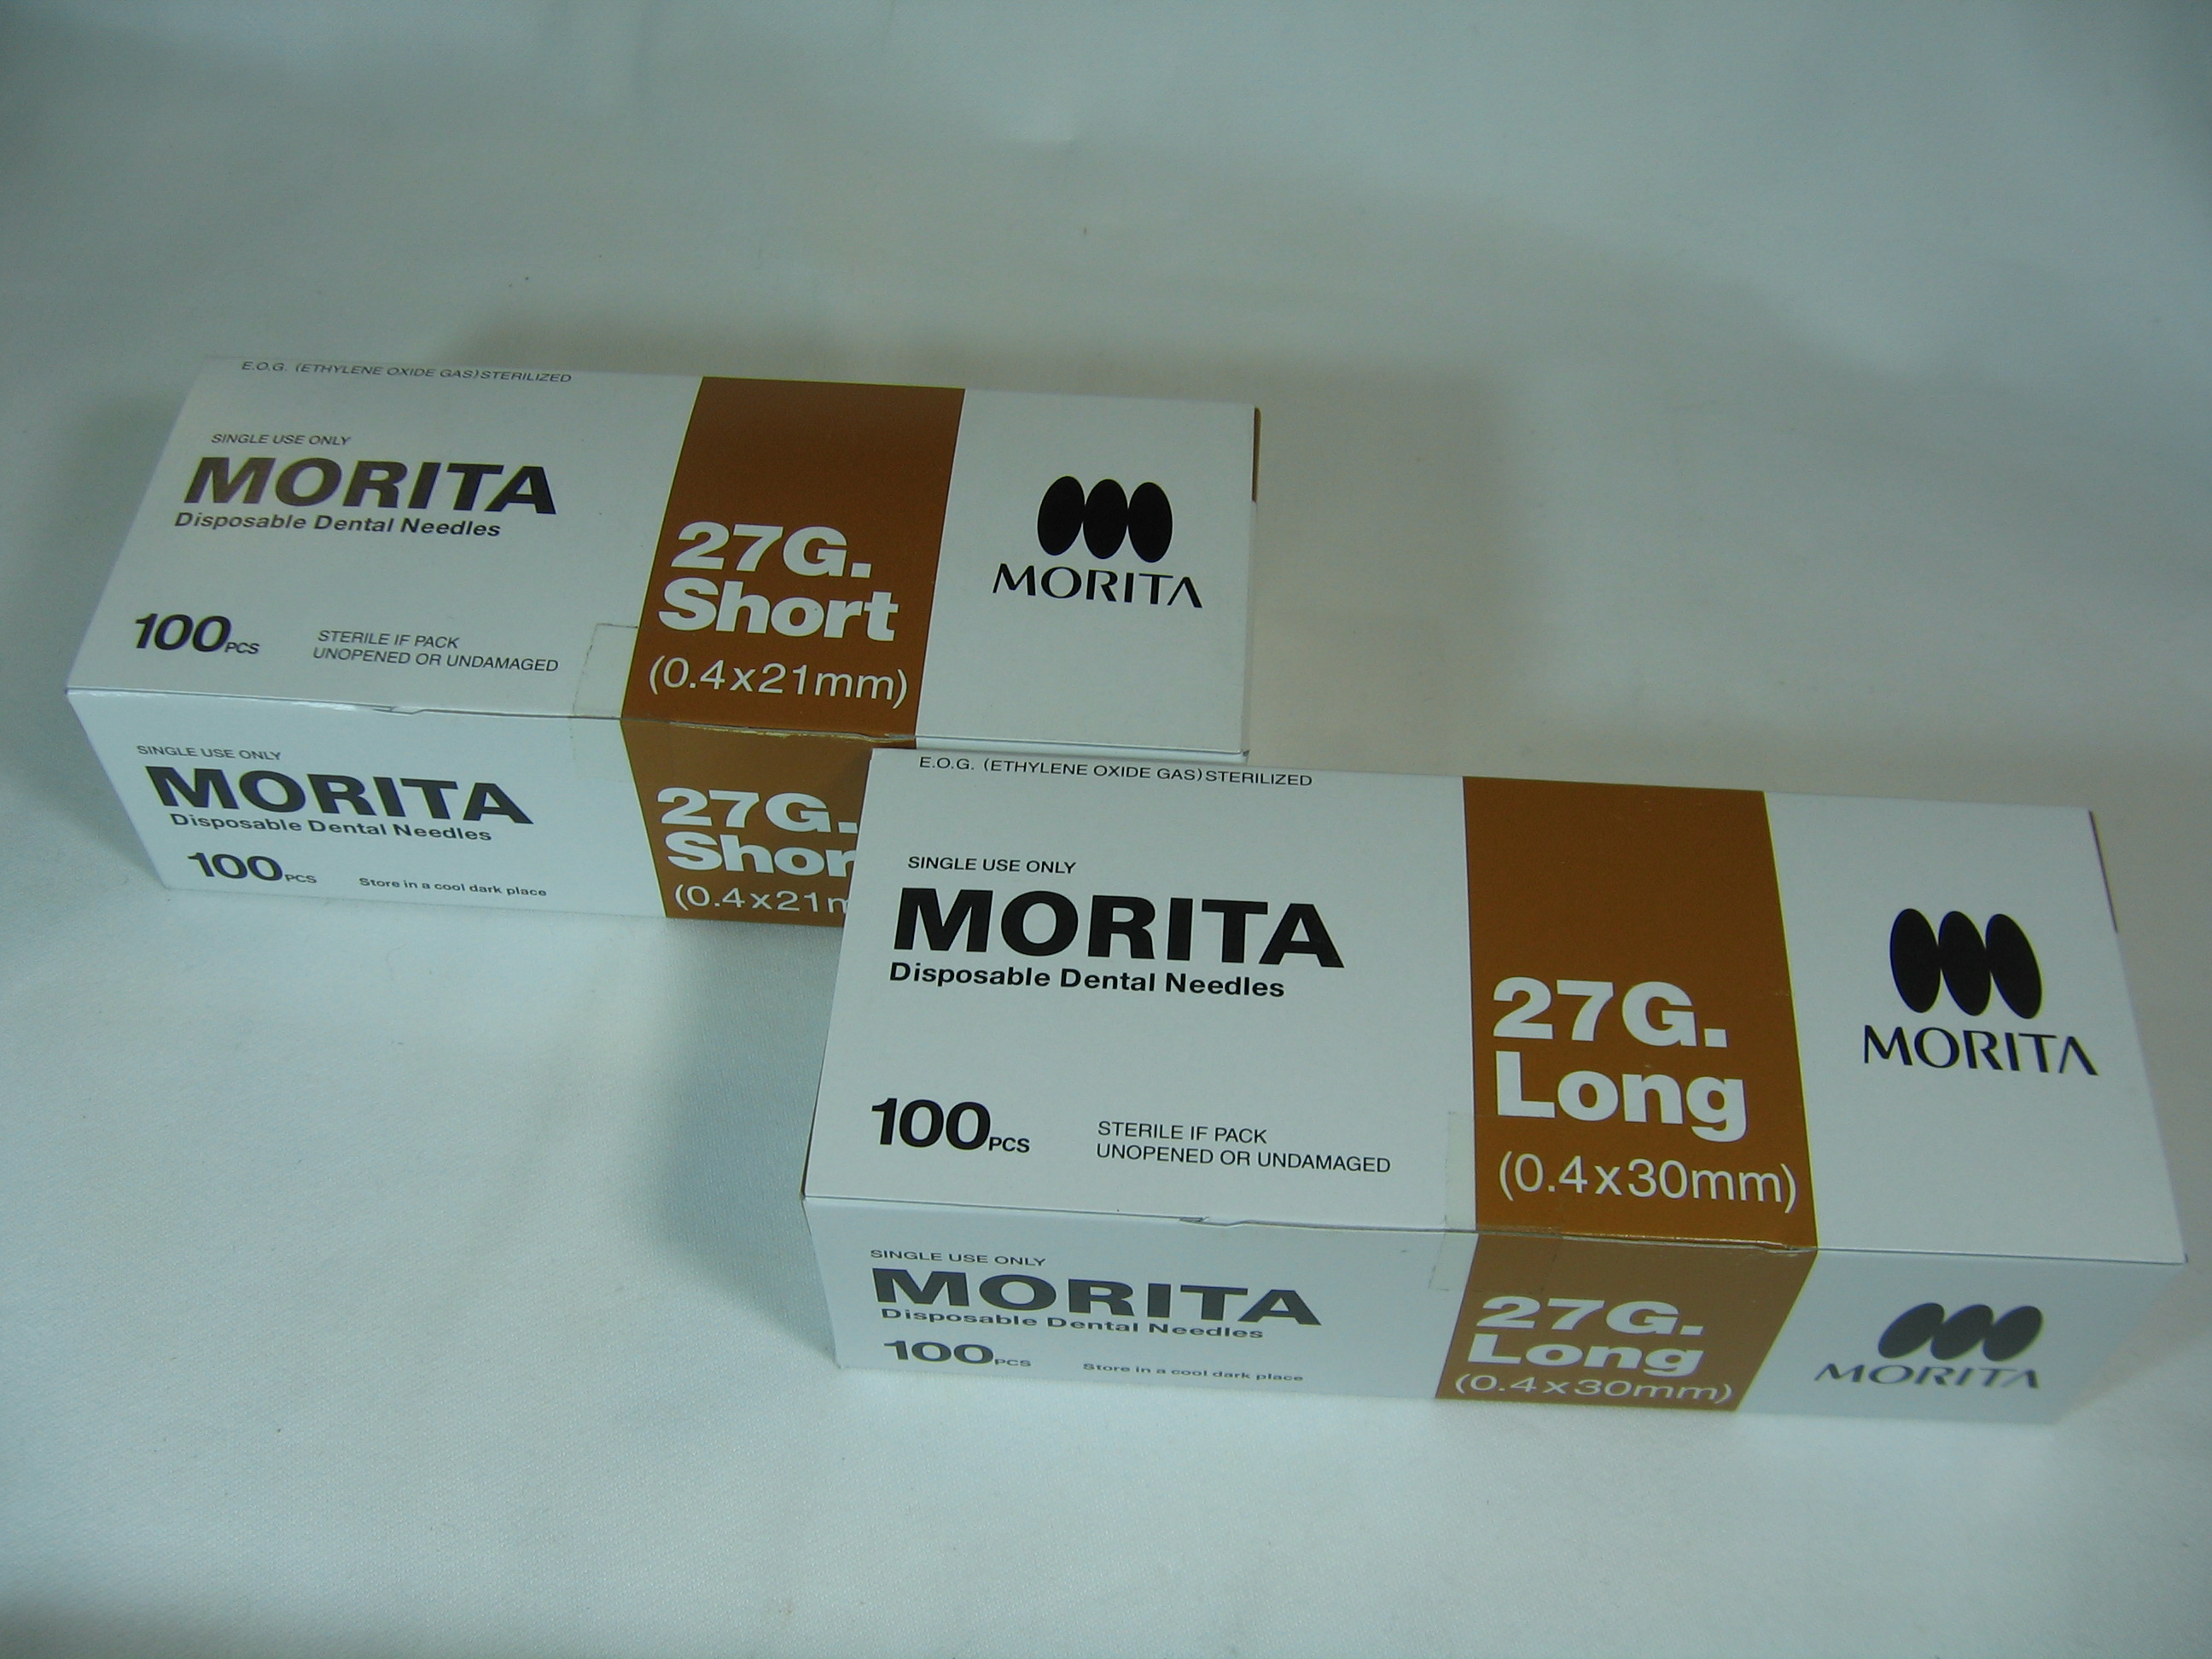 E.O.G. (ETHYLENE OXIDE GAS) STERILIZED
SINGLE USE ONLY
MORITA
Disposable Dental Needles
100PCS
STERILE IF PACK
UNOPENED OR UNDAMAGED
27G.
Short
(0.4x21mm)
MORITA
SINGLE USE ONLY
MORITA
Disposable Dental Needles
100PCS
Store in a cool dark place
27G.
Shor
(0.4x21m
E.O.G. (ETHYLENE OXIDE GAS) STERILIZED
SINGLE USE ONLY
MORITA
Disposable Dental Needles
100PCS
STERILE IF PACK
UNOPENED OR UNDAMAGED
27G.
Long
(0.4x30mm)
MORITA
SINGLE USE ONLY
MORITA
Disposable Dental Needles
100PCS
Store in a cool dark place
27G.
Long
(0.4x30mm)
MORITA